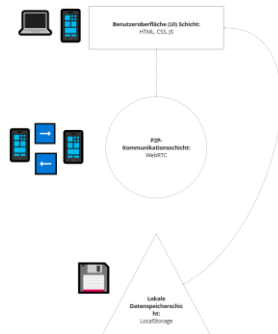 Benutzeroberfläche (UI) Schicht:
HTML, CSS, JS
P2P-
Kommunikationsschicht:
WebRTC
Lokale
Datenspeicherschic
ht:
LocalStorage